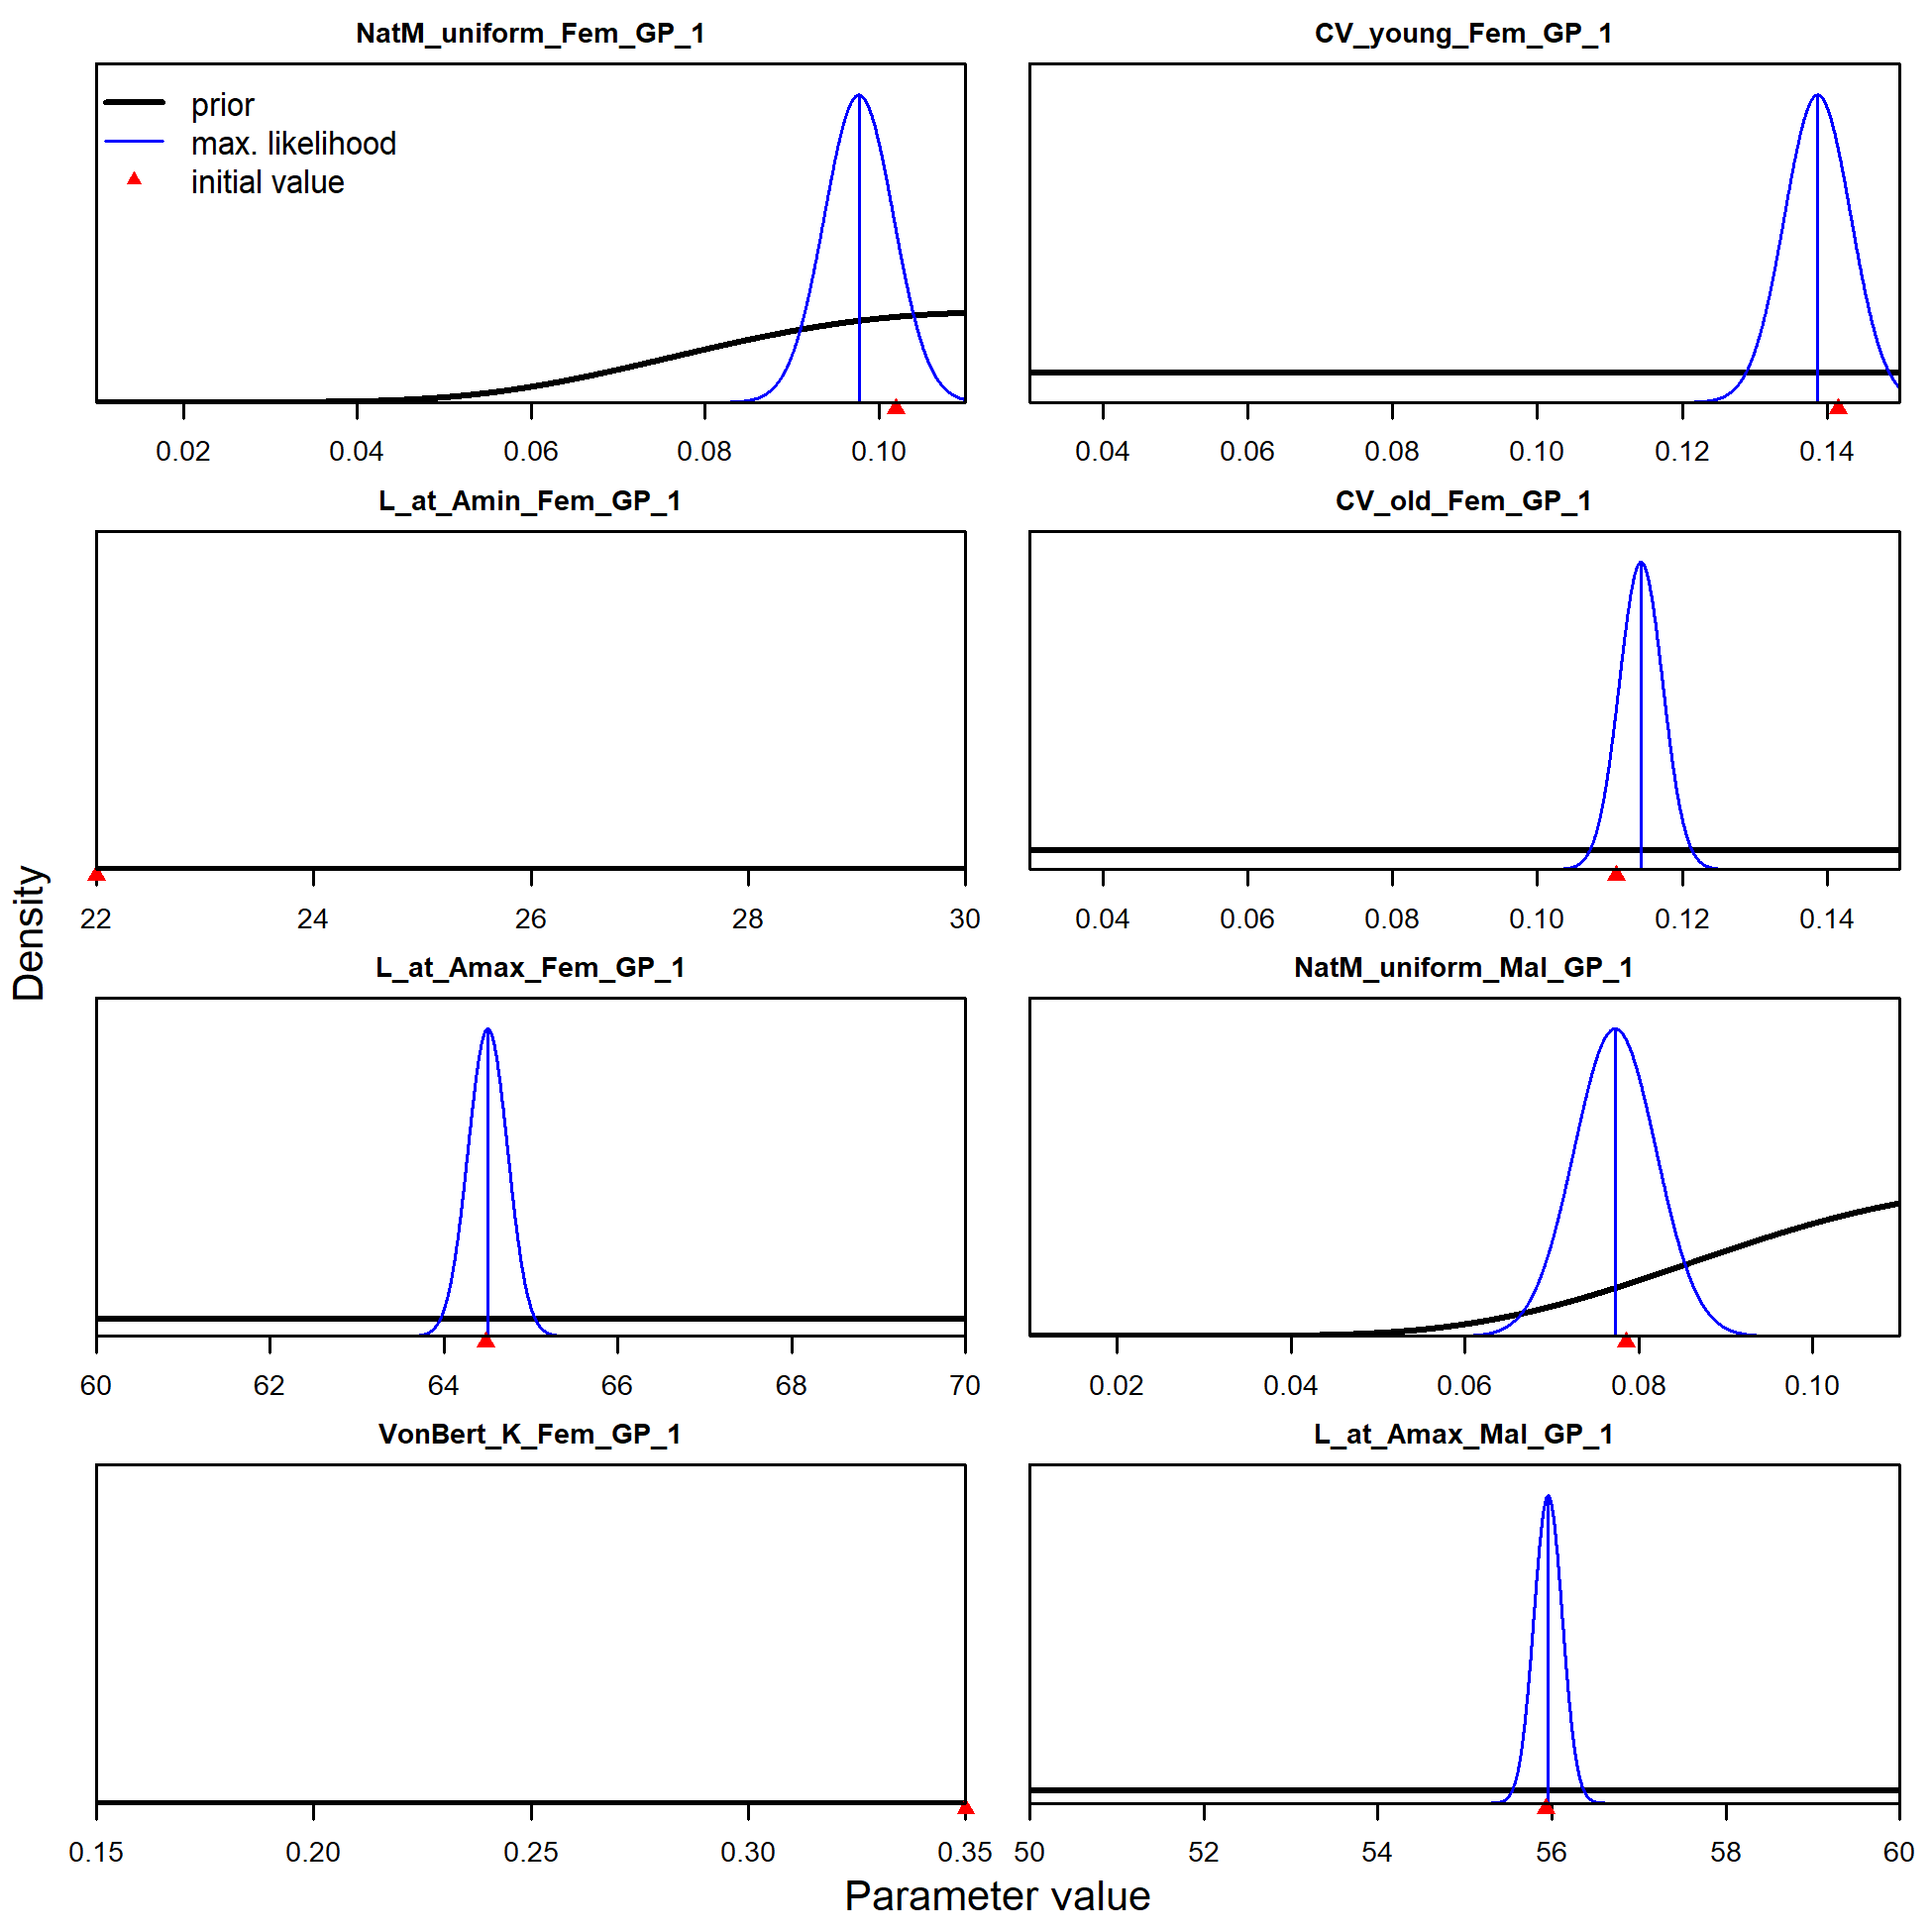 NatM_uniform_Fem_GP_1
prior
max. likelihood
initial value
0.02 0.04 0.06 0.08 0.10
CV_young_Fem_GP_1
0.04 0.06 0.08 0.10 0.12 0.14
L_at_Amin_Fem_GP_1
22 24 26 28 30
CV_old_Fem_GP_1
0.04 0.06 0.08 0.10 0.12 0.14
L_at_Amax_Fem_GP_1
60 62 64 66 68 70
NatM_uniform_Mal_GP_1
0.02 0.04 0.06 0.08 0.10
VonBert_K_Fem_GP_1
0.15 0.20 0.25 0.30 0.35
L_at_Amax_Mal_GP_1
50 52 54 56 58 60
Density
Parameter value